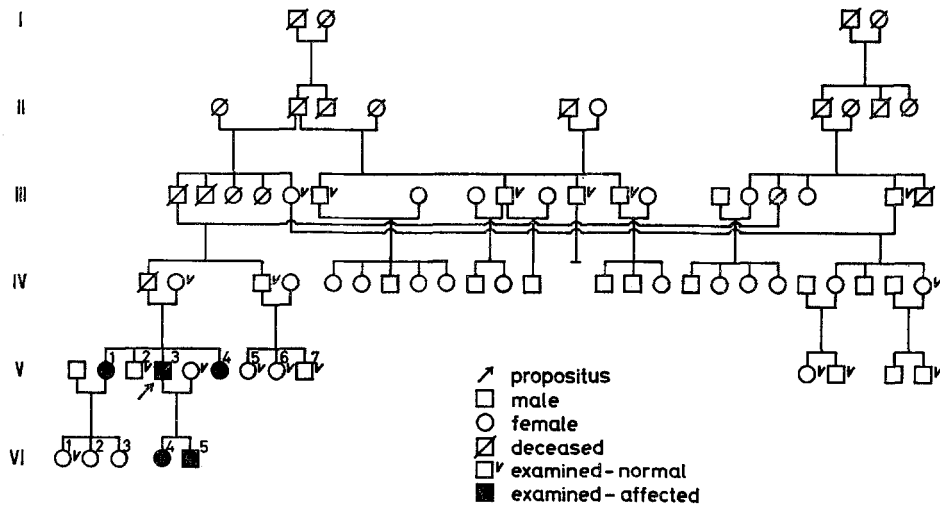 I
II
III
IV
V
VI
v v v v v v
v v v
1 2 v 3 v 4 5 v 6 v 7 v
v v v
1 v 2 3 4 5
propositus
male
female
deceased
v examined-normal
examined-affected